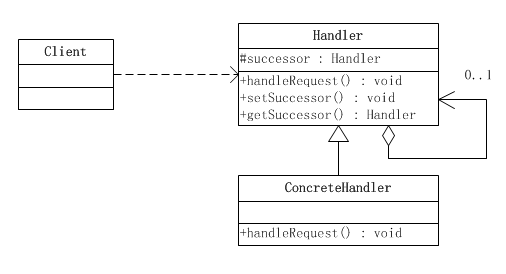 Handler
Client
#successor : Handler
+handleRequest() : void
+setSuccessor() : void
+getSuccessor() : Handler
0..1
ConcreteHandler
+handleRequest() : void